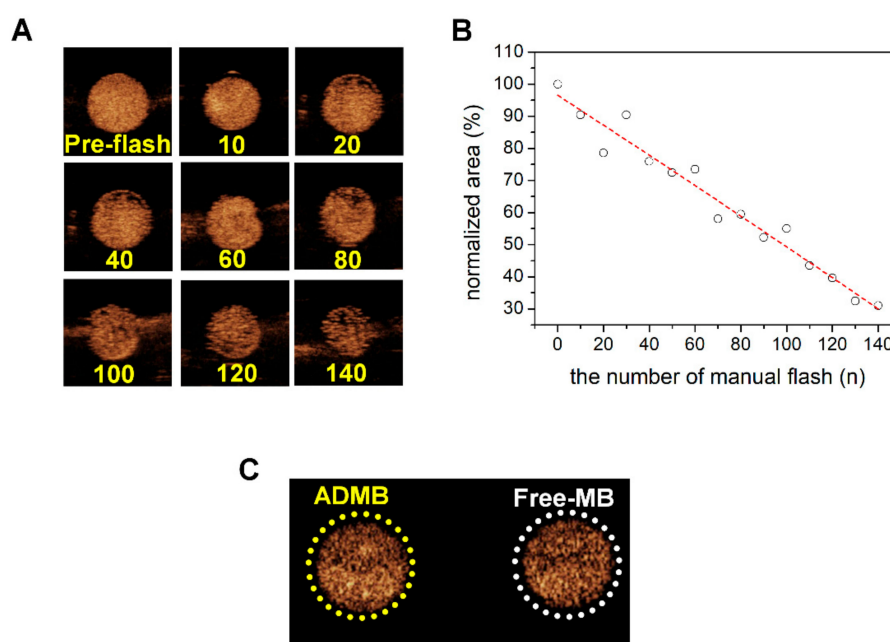 A
Pre-flash
10
20
40
60
80
100
120
140
B
110
100
90
80
70
60
50
40
30
0 20 40 60 80 100 120 140
normalized area (%)
the number of manual flash (n)
C
ADMB
Free-MB